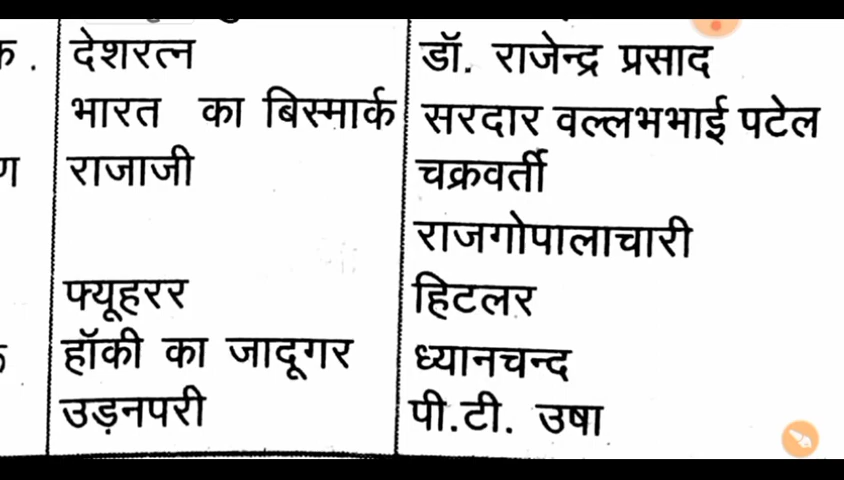 देशरत्न डॉ. राजेन्द्र प्रसाद
भारत का बिस्मार्क सरदार वल्लभभाई पटेल
राजाजी चक्रवर्ती
राजगोपालाचारी
फ्यूहरर हिटलर
हॉकी का जादूगर ध्यानचन्द
उड़नपरी पी.टी. उषा